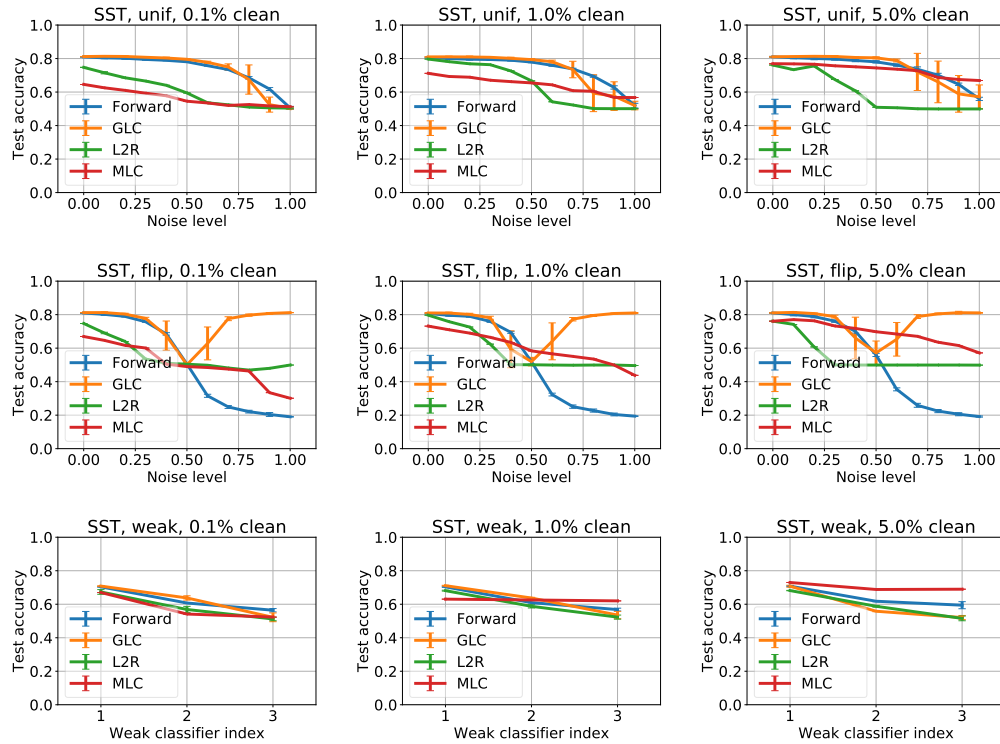 SST, unif, 0.1% clean
Test accuracy
1.0
0.8
0.6
0.4
0.2
0.0
Forward
GLC
L2R
MLC
0.00 0.25 0.50 0.75 1.00
Noise level
SST, unif, 1.0% clean
Test accuracy
1.0
0.8
0.6
0.4
0.2
0.0
Forward
GLC
L2R
MLC
0.00 0.25 0.50 0.75 1.00
Noise level
SST, unif, 5.0% clean
Test accuracy
1.0
0.8
0.6
0.4
0.2
0.0
Forward
GLC
L2R
MLC
0.00 0.25 0.50 0.75 1.00
Noise level
SST, flip, 0.1% clean
Test accuracy
1.0
0.8
0.6
0.4
0.2
0.0
Forward
GLC
L2R
MLC
0.00 0.25 0.50 0.75 1.00
Noise level
SST, flip, 1.0% clean
Test accuracy
1.0
0.8
0.6
0.4
0.2
0.0
Forward
GLC
L2R
MLC
0.00 0.25 0.50 0.75 1.00
Noise level
SST, flip, 5.0% clean
Test accuracy
1.0
0.8
0.6
0.4
0.2
0.0
Forward
GLC
L2R
MLC
0.00 0.25 0.50 0.75 1.00
Noise level
SST, weak, 0.1% clean
Test accuracy
1.0
0.8
0.6
0.4
0.2
0.0
Forward
GLC
L2R
MLC
1 2 3
Weak classifier index
SST, weak, 1.0% clean
Test accuracy
1.0
0.8
0.6
0.4
0.2
0.0
Forward
GLC
L2R
MLC
1 2 3
Weak classifier index
SST, weak, 5.0% clean
Test accuracy
1.0
0.8
0.6
0.4
0.2
0.0
Forward
GLC
L2R
MLC
1 2 3
Weak classifier index